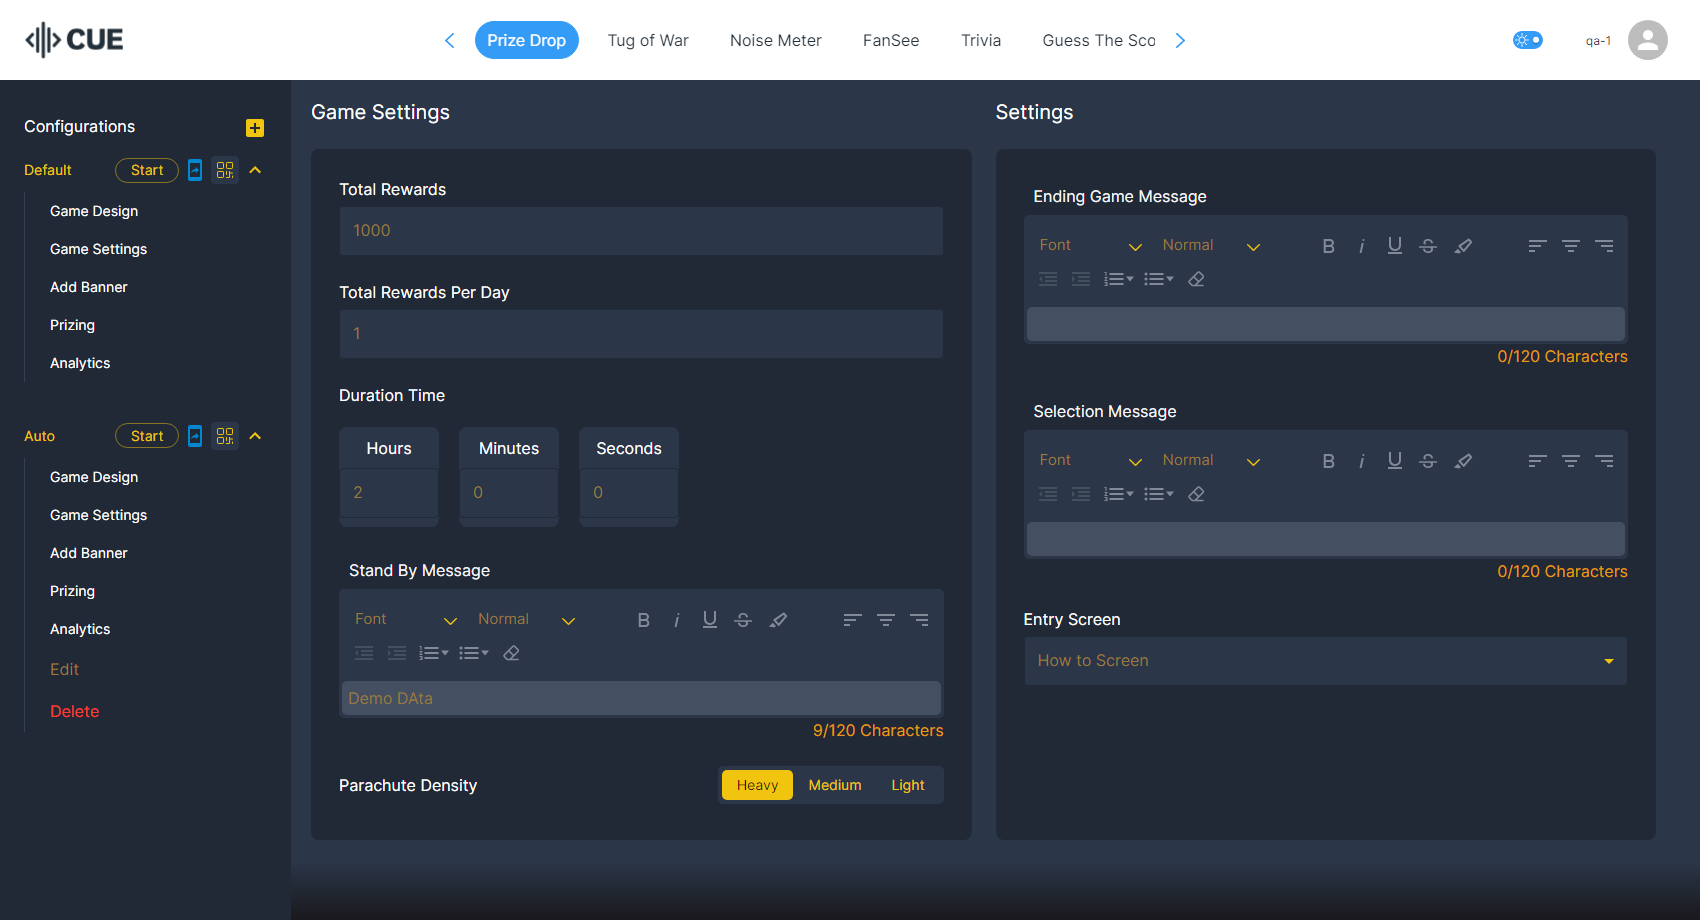 CUE
Prize Drop
Tug of War
Noise Meter
FanSee
Trivia
Guess The Sco
qa-1
Configurations
Default
Start
Game Design
Game Settings
Add Banner
Prizing
Analytics
Auto
Start
Game Design
Game Settings
Add Banner
Prizing
Analytics
Edit
Delete
Game Settings
Total Rewards
1000
Total Rewards Per Day
1
Duration Time
Hours Minutes Seconds
2 0 0
Stand By Message
Font Normal
Demo DAta
9/120 Characters
Parachute Density
Heavy Medium Light
Settings
Ending Game Message
Font Normal
0/120 Characters
Selection Message
Font Normal
0/120 Characters
Entry Screen
How to Screen